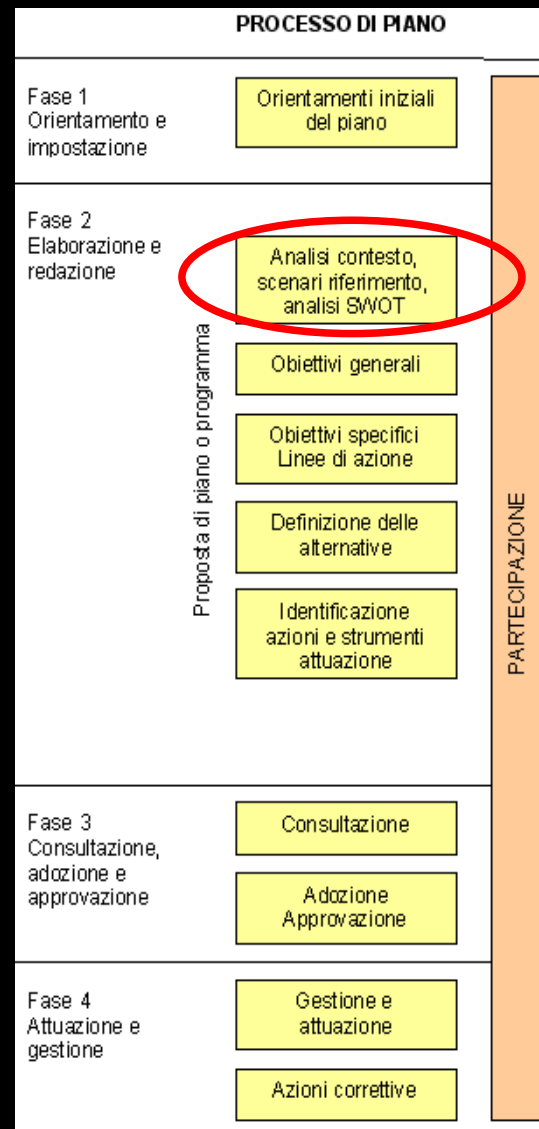 PROCESSO DI PIANO
Fase 1
Orientamento e
impostazione
Orientamenti iniziali
del piano
Fase 2
Elaborazione e
redazione
Proposta di piano o programma
Analisi contesto,
scenari riferimento,
analisi SWOT
Obiettivi generali
Obiettivi specifici
Linee di azione
Definizione delle
alternative
Identificazione
azioni e strumenti
attuazione
Fase 3
Consultazione,
adozione e
approvazione
Consultazione
Adozione
Approvazione
Fase 4
Attuazione e
gestione
Gestione e
attuazione
Azioni correttive
PARTECIPAZIONE